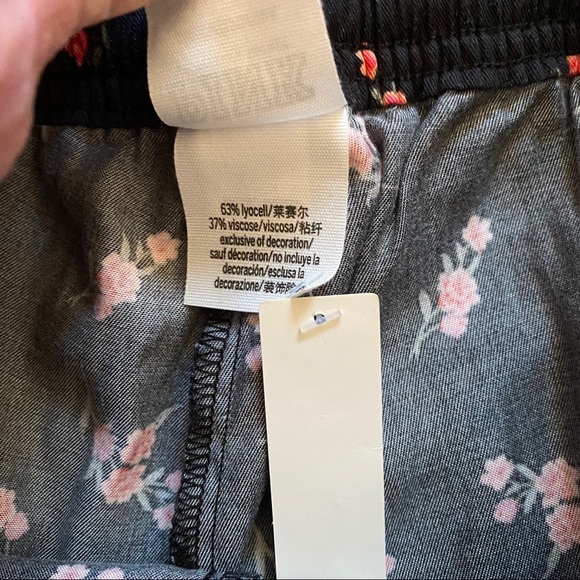 63% lyocell/莱赛尔
37% viscose/viscosa/粘纤
exclusive of decoration/
sauf décoration/no incluye la
decoración/esclusa la
decorazione/装饰除